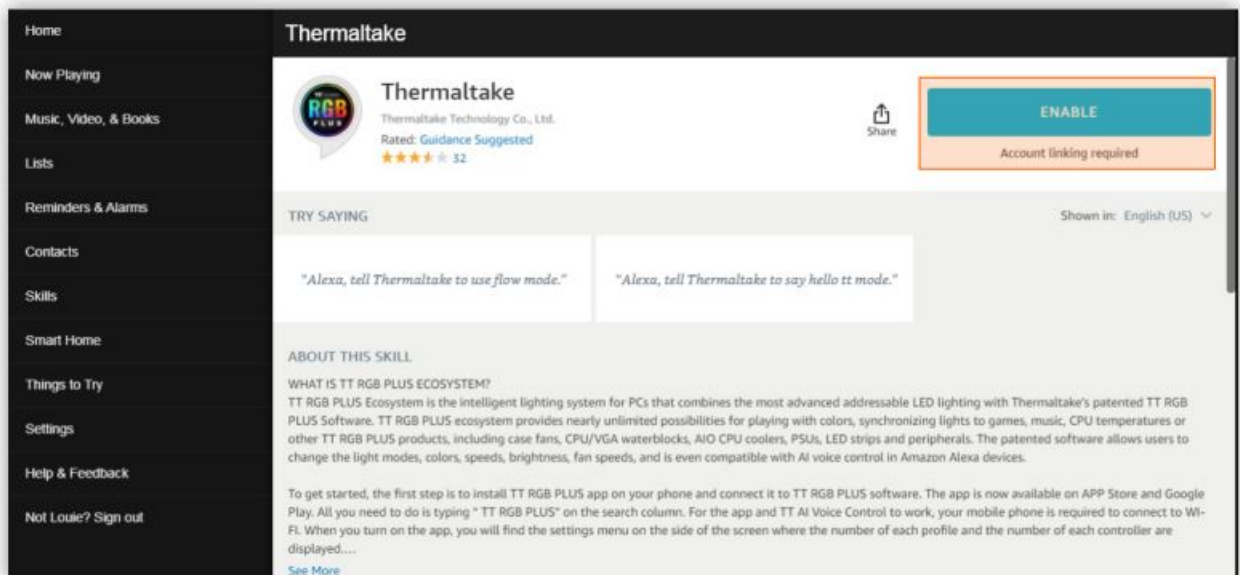 Home
Now Playing
Music, Video, & Books
Lists
Reminders & Alarms
Contacts
Skills
Smart Home
Things to Try
Settings
Help & Feedback
Not Louie? Sign out
Thermaltake
RGB
PLUS
Thermaltake
Thermaltake Technology Co., Ltd.
Rated: Guidance Suggested
32
Share
ENABLE
Account linking required
TRY SAYING
Shown in: English (US)
"Alexa, tell Thermaltake to use flow mode."
"Alexa, tell Thermaltake to say hello tt mode."
ABOUT THIS SKILL
WHAT IS TT RGB PLUS ECOSYSTEM?
TT RGB PLUS Ecosystem is the intelligent lighting system for PCs that combines the most advanced addressable LED lighting with Thermaltake's patented TT RGB
PLUS Software. TT RGB PLUS ecosystem provides nearly unlimited possibilities for playing with colors, synchronizing lights to games, music, CPU temperatures or
other TT RGB PLUS products, including case fans, CPU/VGA waterblocks, AIO CPU coolers, PSUs, LED strips and peripherals. The patented software allows users to
change the light modes, colors, speeds, brightness, fan speeds, and is even compatible with AI voice control in Amazon Alexa devices.
To get started, the first step is to install TT RGB PLUS app on your phone and connect it to TT RGB PLUS software. The app is now available on APP Store and Google
Play. All you need to do is typing " TT RGB PLUS" on the search column. For the app and TT AI Voice Control to work, your mobile phone is required to connect to WI-
FI. When you turn on the app, you will find the settings menu on the side of the screen where the number of each profile and the number of each controller are
displayed....
See More